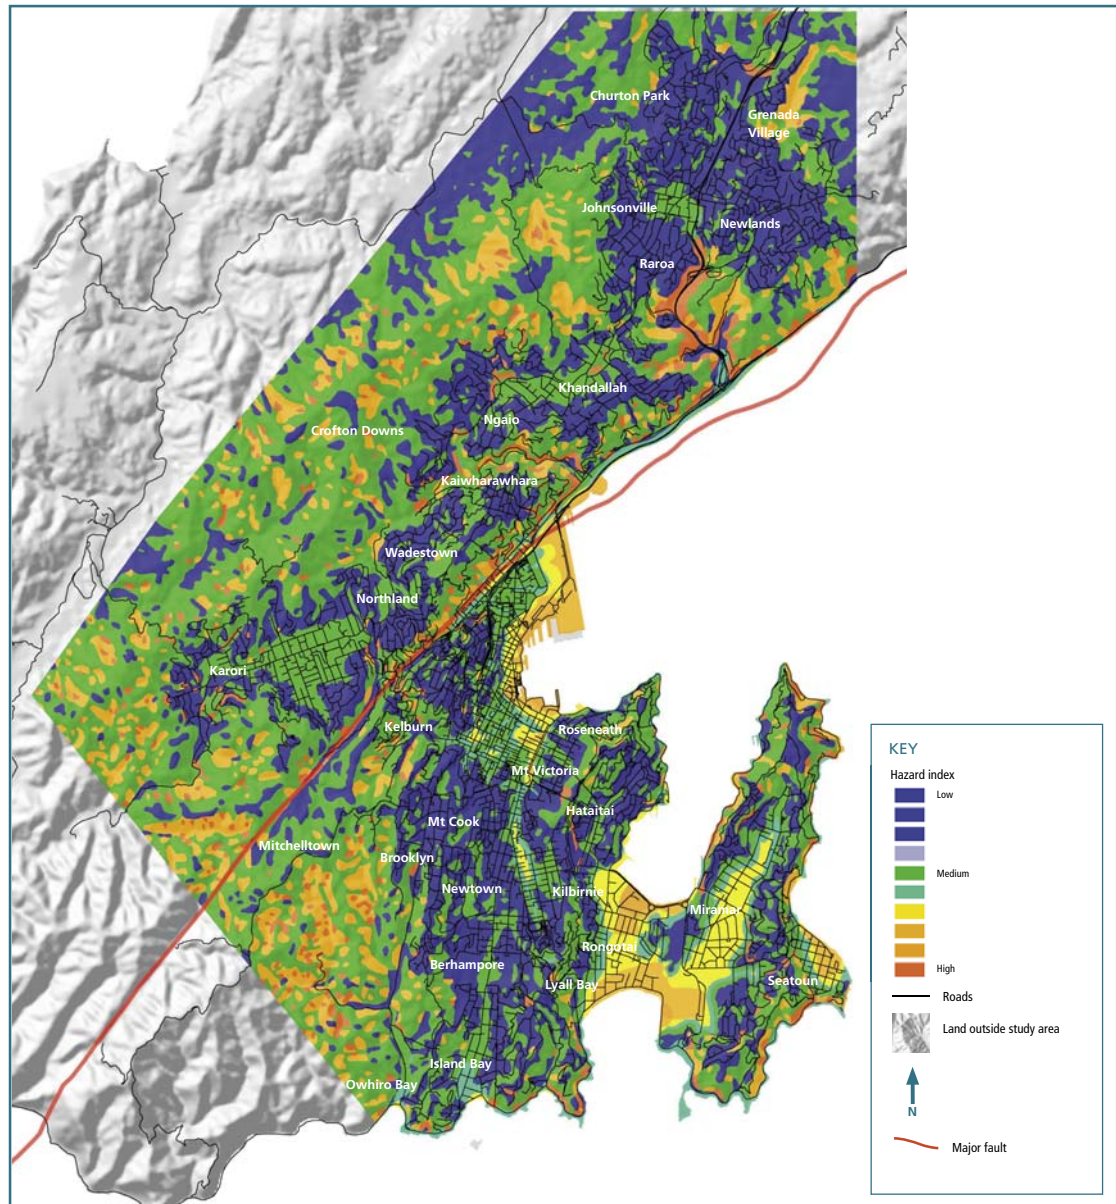 Churton Park
Grenada
Village
Johnsonville
Newlands
Raroa
Khandallah
Ngaio
Crofton Downs
Kaiwharawhara
Wadestown
Northland
Karori
Kelburn
Roseneath
Mt Victoria
Hataitai
Mt Cook
Mitchelltown
Brooklyn
Newtown
Kilbirnie
Miramar
Rongotai
Berhampore
Lyall Bay
Seatoun
Island Bay
Owhiro Bay
KEY
Hazard index
Low
Medium
High
Roads
Land outside study area
N
Major fault